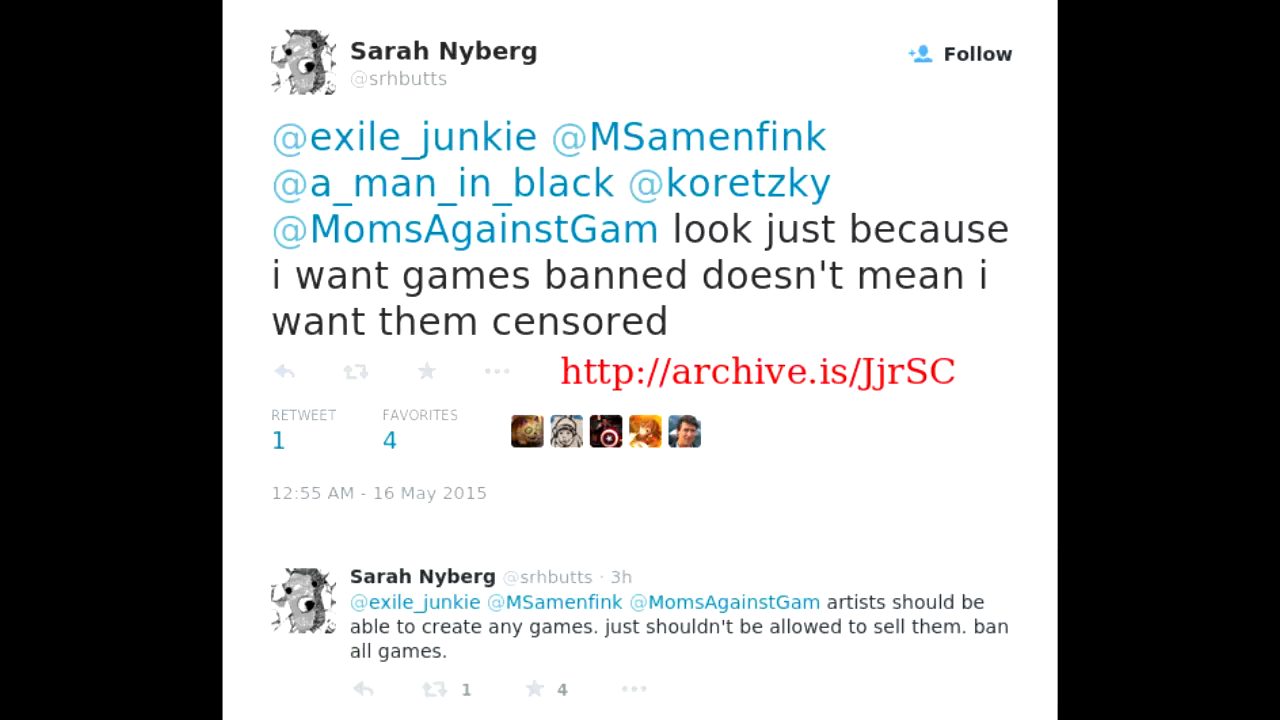 Sarah Nyberg
@srhbutts
Follow
@exile_junkie @MSamenfink
@a_man_in_black @koretzky
@MomsAgainstGam look just because
i want games banned doesn't mean i
want them censored
http://archive.is/JjrSC
RETWEET FAVORITES
1 4
12:55 AM - 16 May 2015
Sarah Nyberg @srhbutts · 3h
@exile_junkie @MSamenfink @MomsAgainstGam artists should be
able to create any games. just shouldn't be allowed to sell them. ban
all games.
1 4